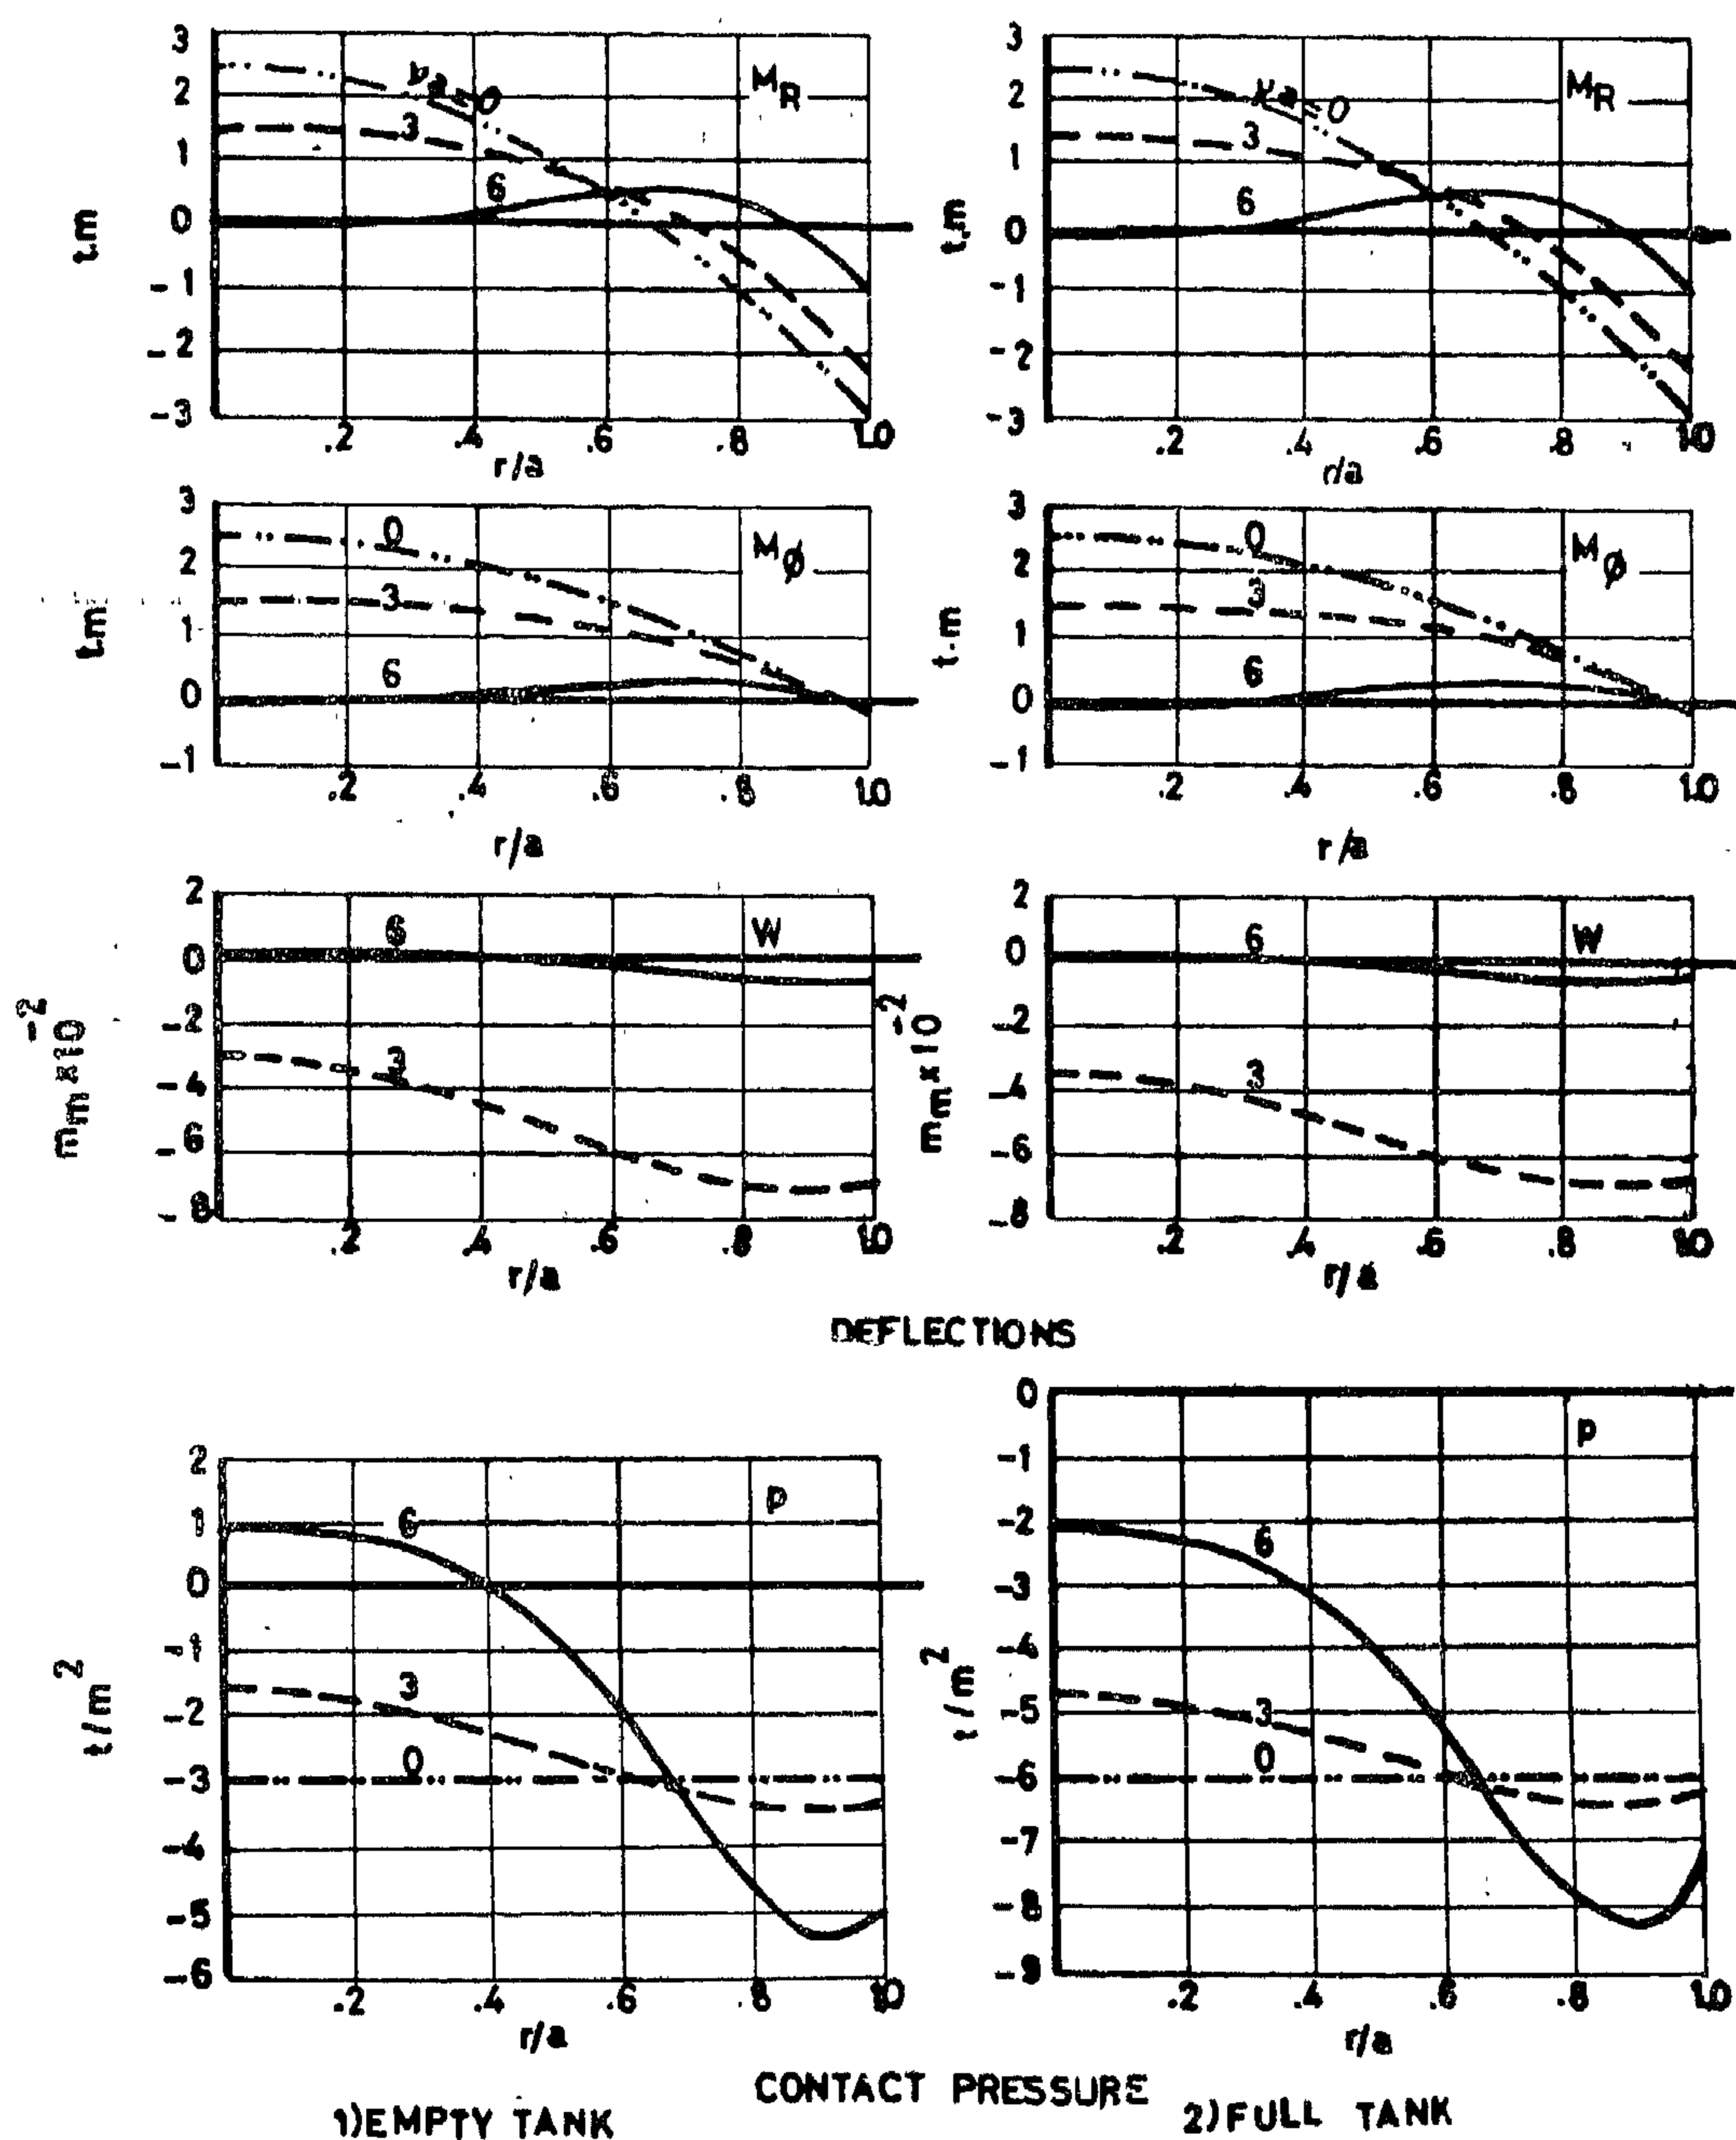 3
2
1
0
-1
-2
-3
t.m
νa=0
3
6
M_R
.2 .4 .6 .8 1.0
r/a
3
2
1
0
-1
-2
-3
t.m
νa=0
3
6
M_R
.2 .4 .6 .8 1.0
r/a
3
2
1
0
-1
t.m
0
3
6
M_Ø
.2 .4 .6 .8 1.0
r/a
3
2
1
0
-1
t.m
0
3
6
M_Ø
.2 .4 .6 .8 1.0
r/a
2
0
-2
-4
-6
-8
mm×10^-2
6
3
W
.2 .4 .6 .8 1.0
r/a
2
0
-2
-4
-6
-8
mm×10^-2
6
3
W
.2 .4 .6 .8 1.0
r/a
DEFLECTIONS
2
1
0
-1
-2
-3
-4
-5
-6
t/m^2
6
3
0
P
.2 .4 .6 .8 1.0
r/a
0
-1
-2
-3
-4
-5
-6
-7
-8
-9
t/m^2
6
3
0
P
.2 .4 .6 .8 1.0
r/a
CONTACT PRESSURE
1)EMPTY TANK
2)FULL TANK